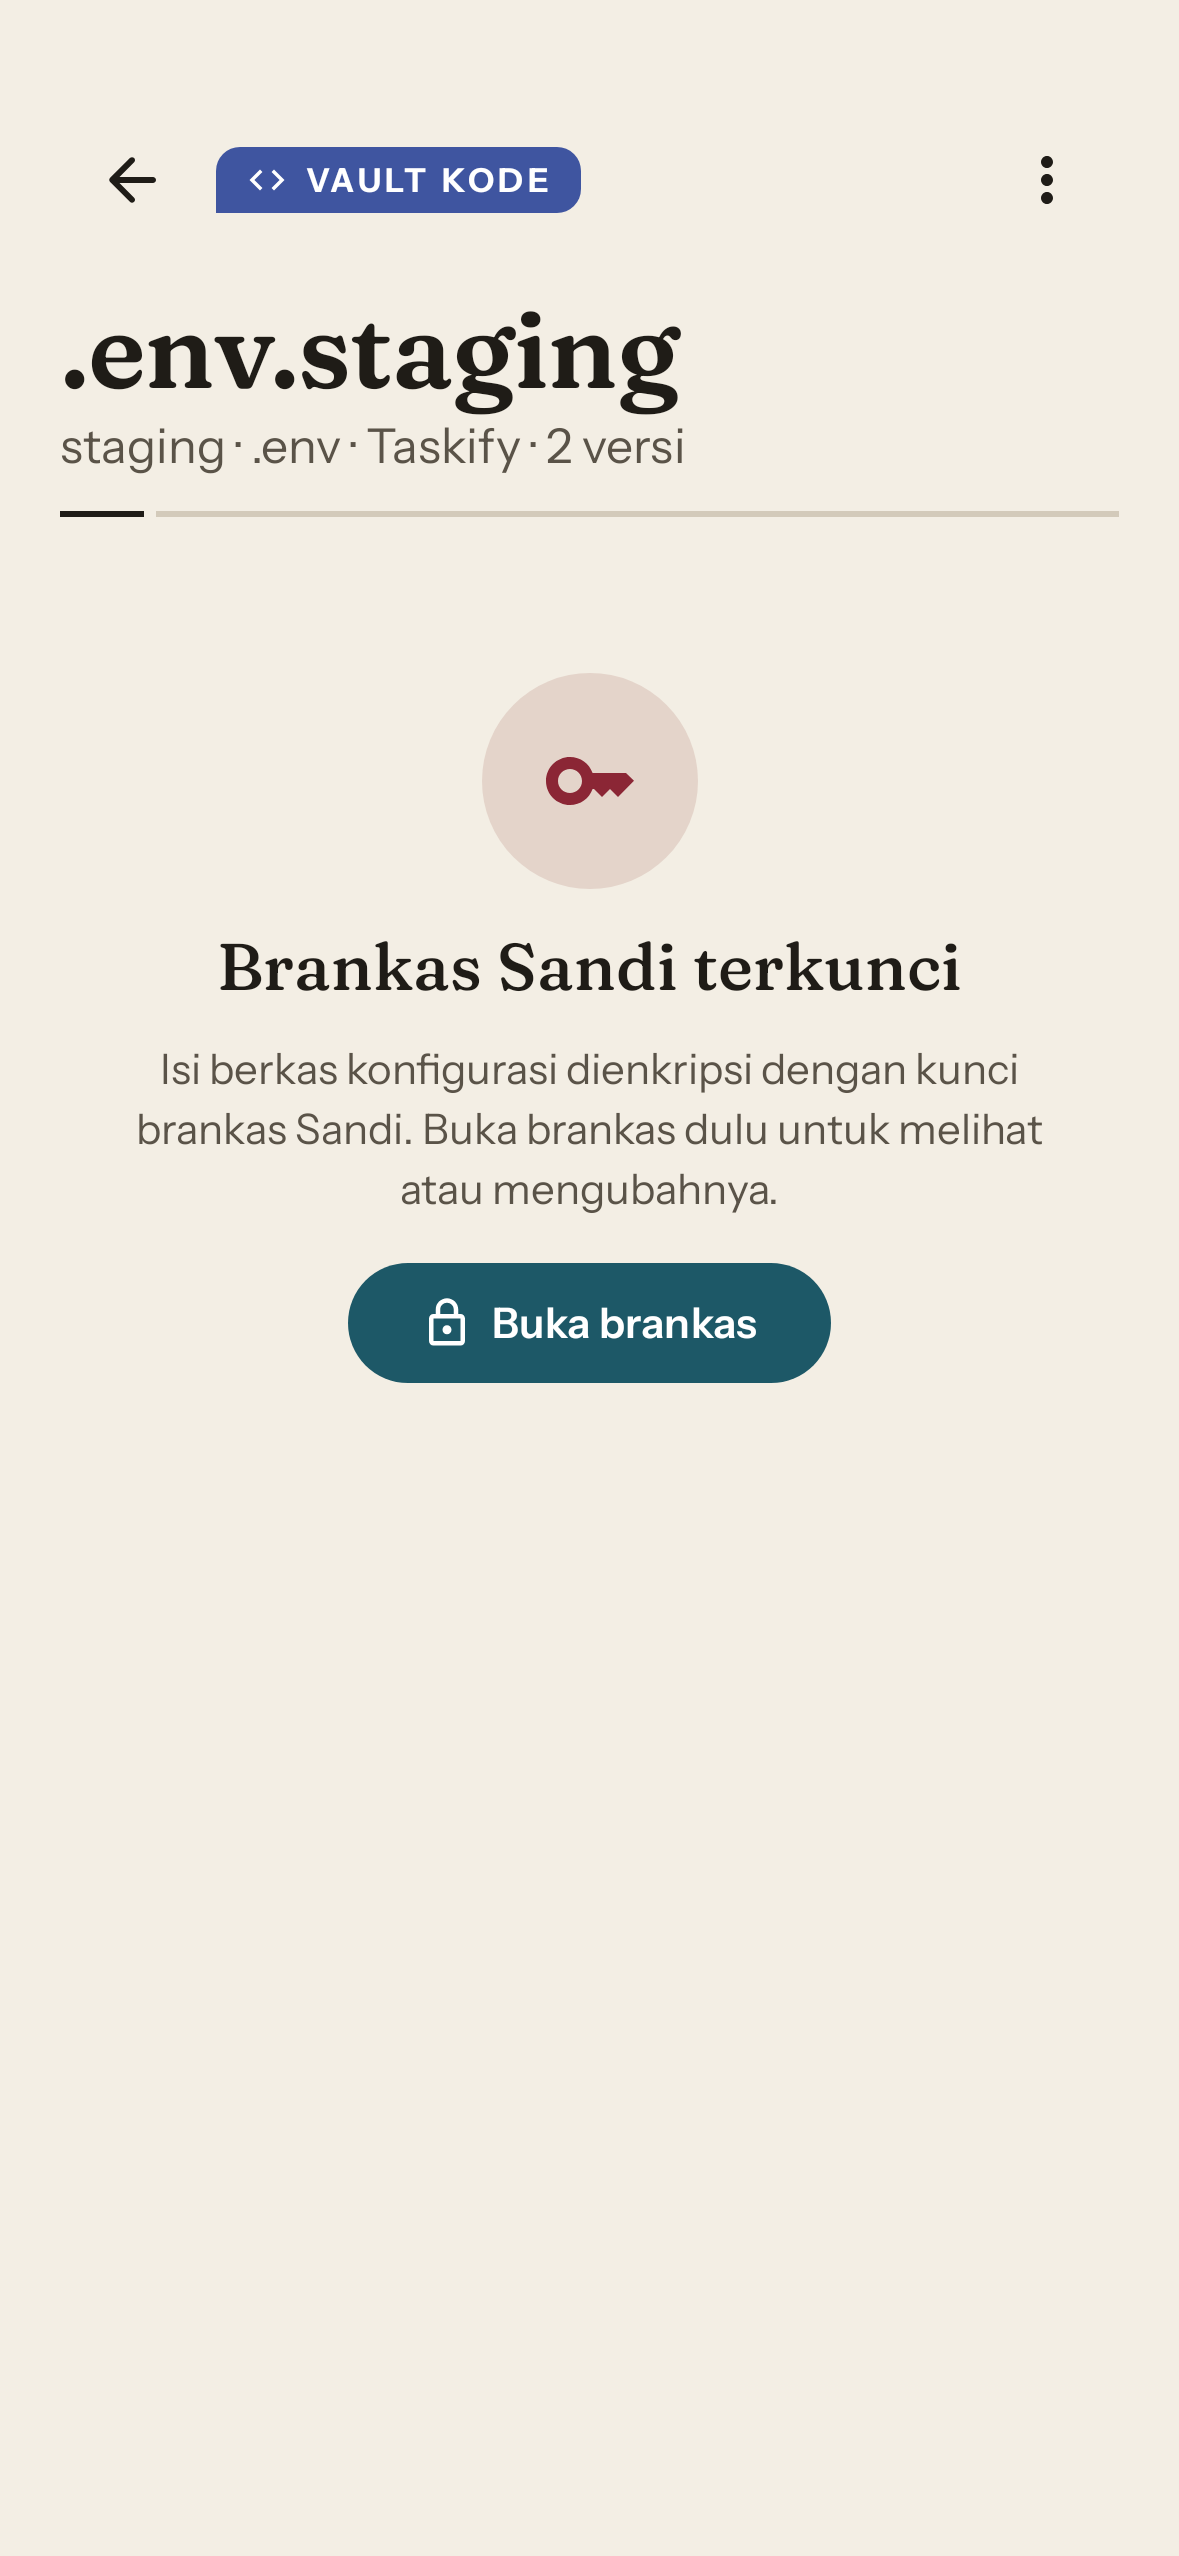 VAULT KODE
.env.staging
staging · .env · Taskify · 2 versi
Brankas Sandi terkunci
Isi berkas konfigurasi dienkripsi dengan kunci
brankas Sandi. Buka brankas dulu untuk melihat
atau mengubahnya.
Buka brankas